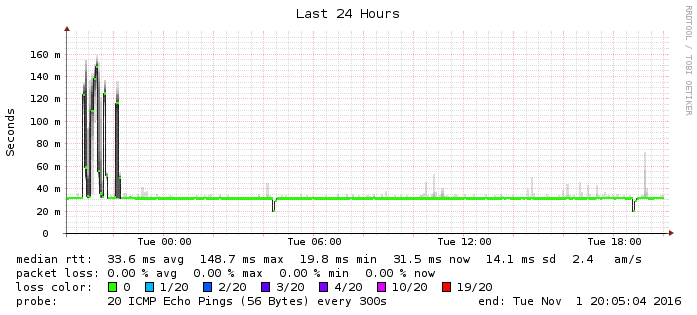 Last 24 Hours
RRDTOOL / TOBI OETIKER
Seconds
160 m
140 m
120 m
100 m
80 m
60 m
40 m
20 m
0
Tue 00:00 Tue 06:00 Tue 12:00 Tue 18:00
median rtt: 33.6 ms avg 148.7 ms max 19.8 ms min 31.5 ms now 14.1 ms sd 2.4 am/s
packet loss: 0.00 % avg 0.00 % max 0.00 % min 0.00 % now
loss color: 0 1/20 2/20 3/20 4/20 10/20 19/20
probe: 20 ICMP Echo Pings (56 Bytes) every 300s end: Tue Nov 1 20:05:04 2016